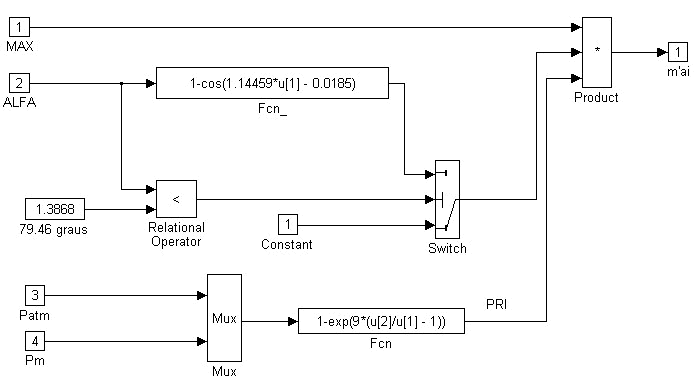 1
MAX
2
ALFA
1-cos(1.14459*u[1] - 0.0185)
Fcn_
*
Product
1
m'ai
<
Relational
Operator
1.3868
79.46 graus
1
Constant
Switch
3
Patm
4
Pm
Mux
Mux
1-exp(9*(u[2]/u[1] - 1))
Fcn
PRI